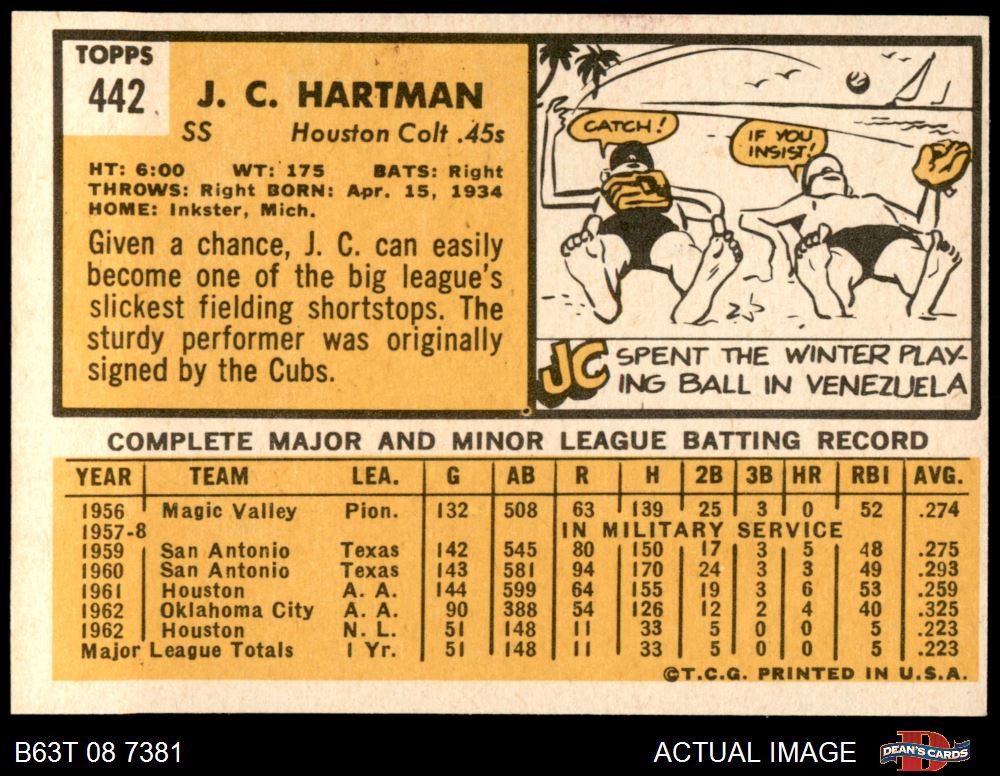 TOPPS
442
J. C. HARTMAN
SS Houston Colt .45s
HT: 6:00 WT: 175 BATS: Right
THROWS: Right BORN: Apr. 15, 1934
HOME: Inkster, Mich.
Given a chance, J. C. can easily
become one of the big league's
slickest fielding shortstops. The
sturdy performer was originally
signed by the Cubs.
CATCH!
IF YOU
INSIST!
JC SPENT THE WINTER PLAY-
ING BALL IN VENEZUELA
COMPLETE MAJOR AND MINOR LEAGUE BATTING RECORD
YEAR TEAM LEA. G AB R H 2B 3B HR RBI AVG.
1956 Magic Valley Pion. 132 508 63 139 25 3 0 52 .274
1957-8 IN MILITARY SERVICE
1959 San Antonio Texas 142 545 80 150 17 3 5 48 .275
1960 San Antonio Texas 143 581 94 170 24 3 3 49 .293
1961 Houston A. A. 144 599 64 155 19 3 6 53 .259
1962 Oklahoma City A. A. 90 388 54 126 12 2 4 40 .325
1962 Houston N. L. 51 148 11 33 5 0 0 5 .223
Major League Totals 1 Yr. 51 148 11 33 5 0 0 5 .223
©T.C.G. PRINTED IN U.S.A.
B63T 08 7381
ACTUAL IMAGE
D
DEAN'S CARDS